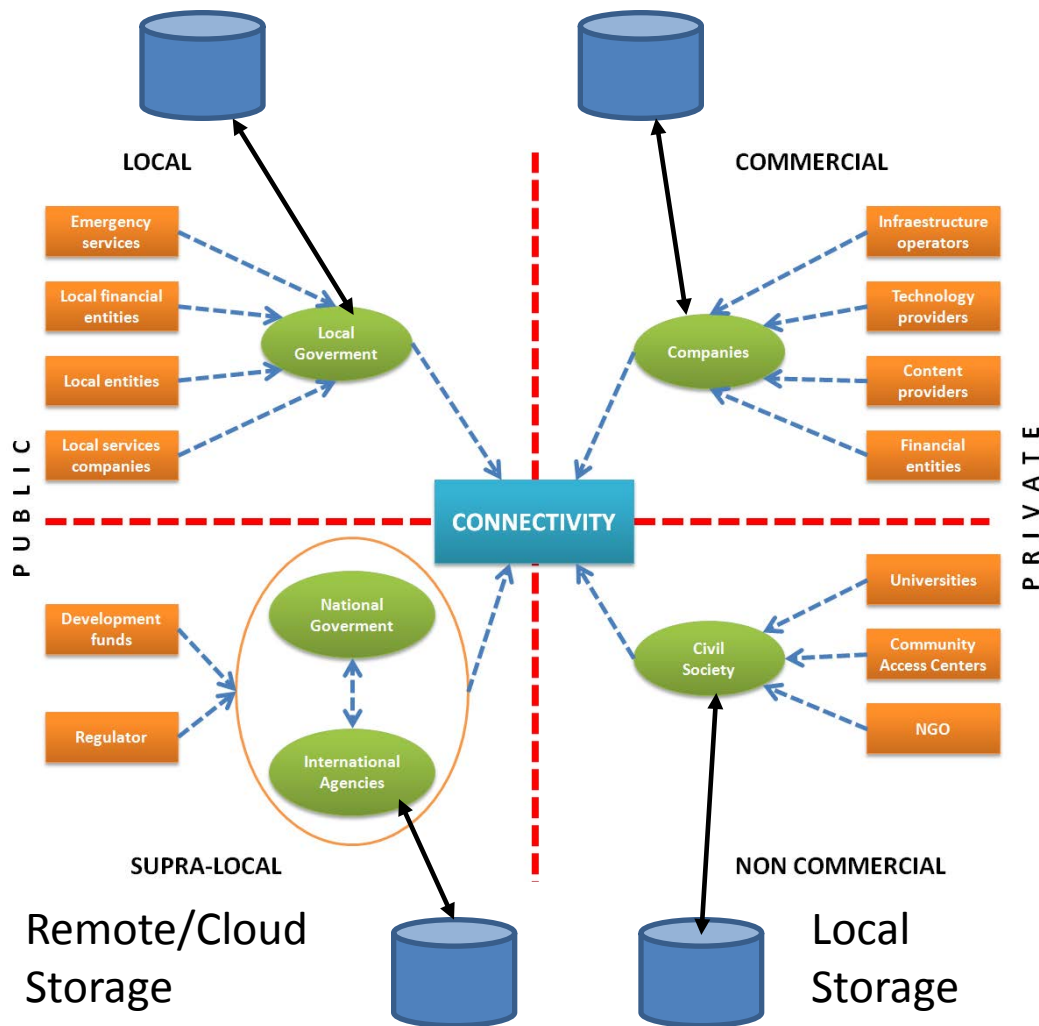 LOCAL
COMMERCIAL
Emergency
services
Local financial
entities
Local entities
Local services
companies
Local
Goverment
Companies
Infraestructure
operators
Technology
providers
Content
providers
Financial
entities
PUBLIC
PRIVATE
CONNECTIVITY
Development
funds
Regulator
National
Goverment
International
Agencies
Civil
Society
Universities
Community
Access Centers
NGO
SUPRA-LOCAL
NON COMMERCIAL
Remote/Cloud
Storage
Local
Storage